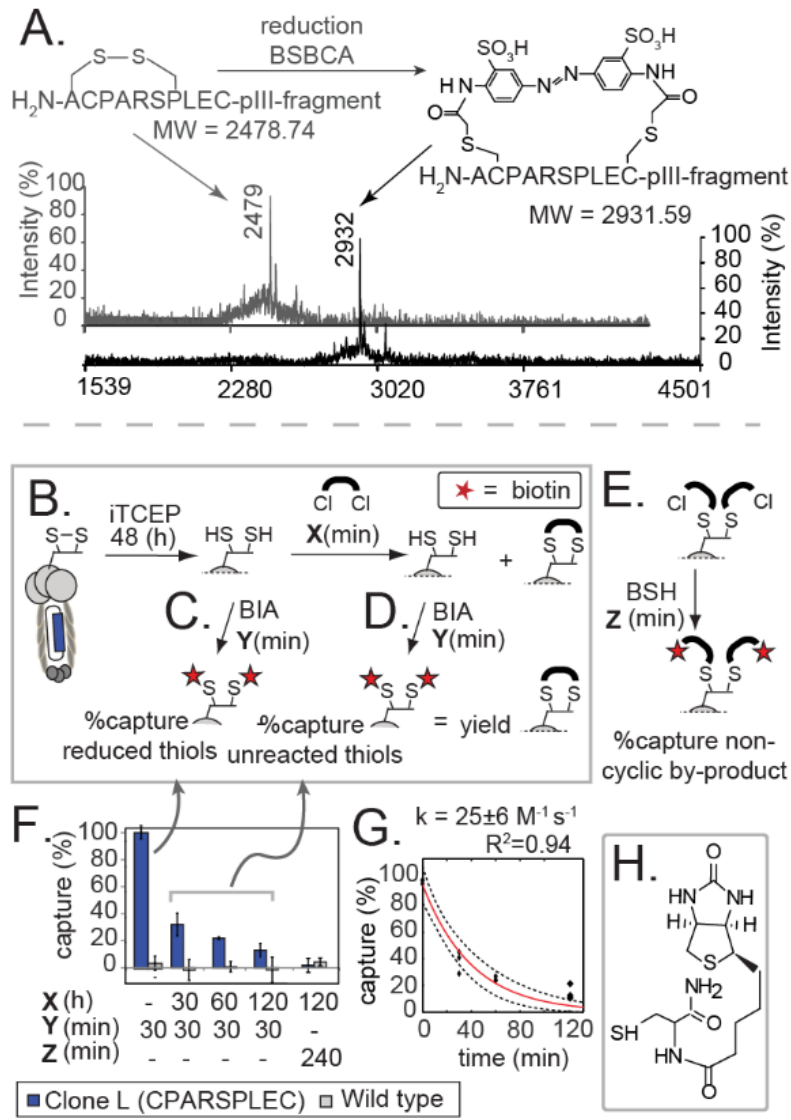 A.
reduction
BSBCA
S—S
H₂N-ACPARSPLEC-pIII-fragment
MW = 2478.74
SO₃H
SO₃H
HN
N=N
NH
O
O
S
S
H₂N-ACPARSPLEC-pIII-fragment
MW = 2931.59
Intensity (%)
100
80
60
40
20
0
2479
2932
100
80
60
40
20
0
Intensity (%)
1539 2280 3020 3761 4501
B.
S–S
iTCEP
48 (h)
HS SH
Cl Cl
X(min)
HS SH
+
S S
★ = biotin
C.
BIA
Y(min)
S S
%capture
reduced thiols
D.
BIA
Y(min)
S S
%capture
unreacted thiols
= yield
S S
E.
Cl Cl
S S
BSH
Z (min)
S S
%capture non-
cyclic by-product
F.
capture (%)
100
80
60
40
20
0
X (h) - 30 60 120 120
Y (min) 30 30 30 30 -
Z (min) - - - - 240
Clone L (CPARSPLEC) Wild type
G.
k = 25±6 M⁻¹ s⁻¹
R²=0.94
capture (%)
100
80
60
40
20
0
0 40 80 120
time (min)
H.
O
HN NH
H H
S
NH₂
O
SH
HN
O